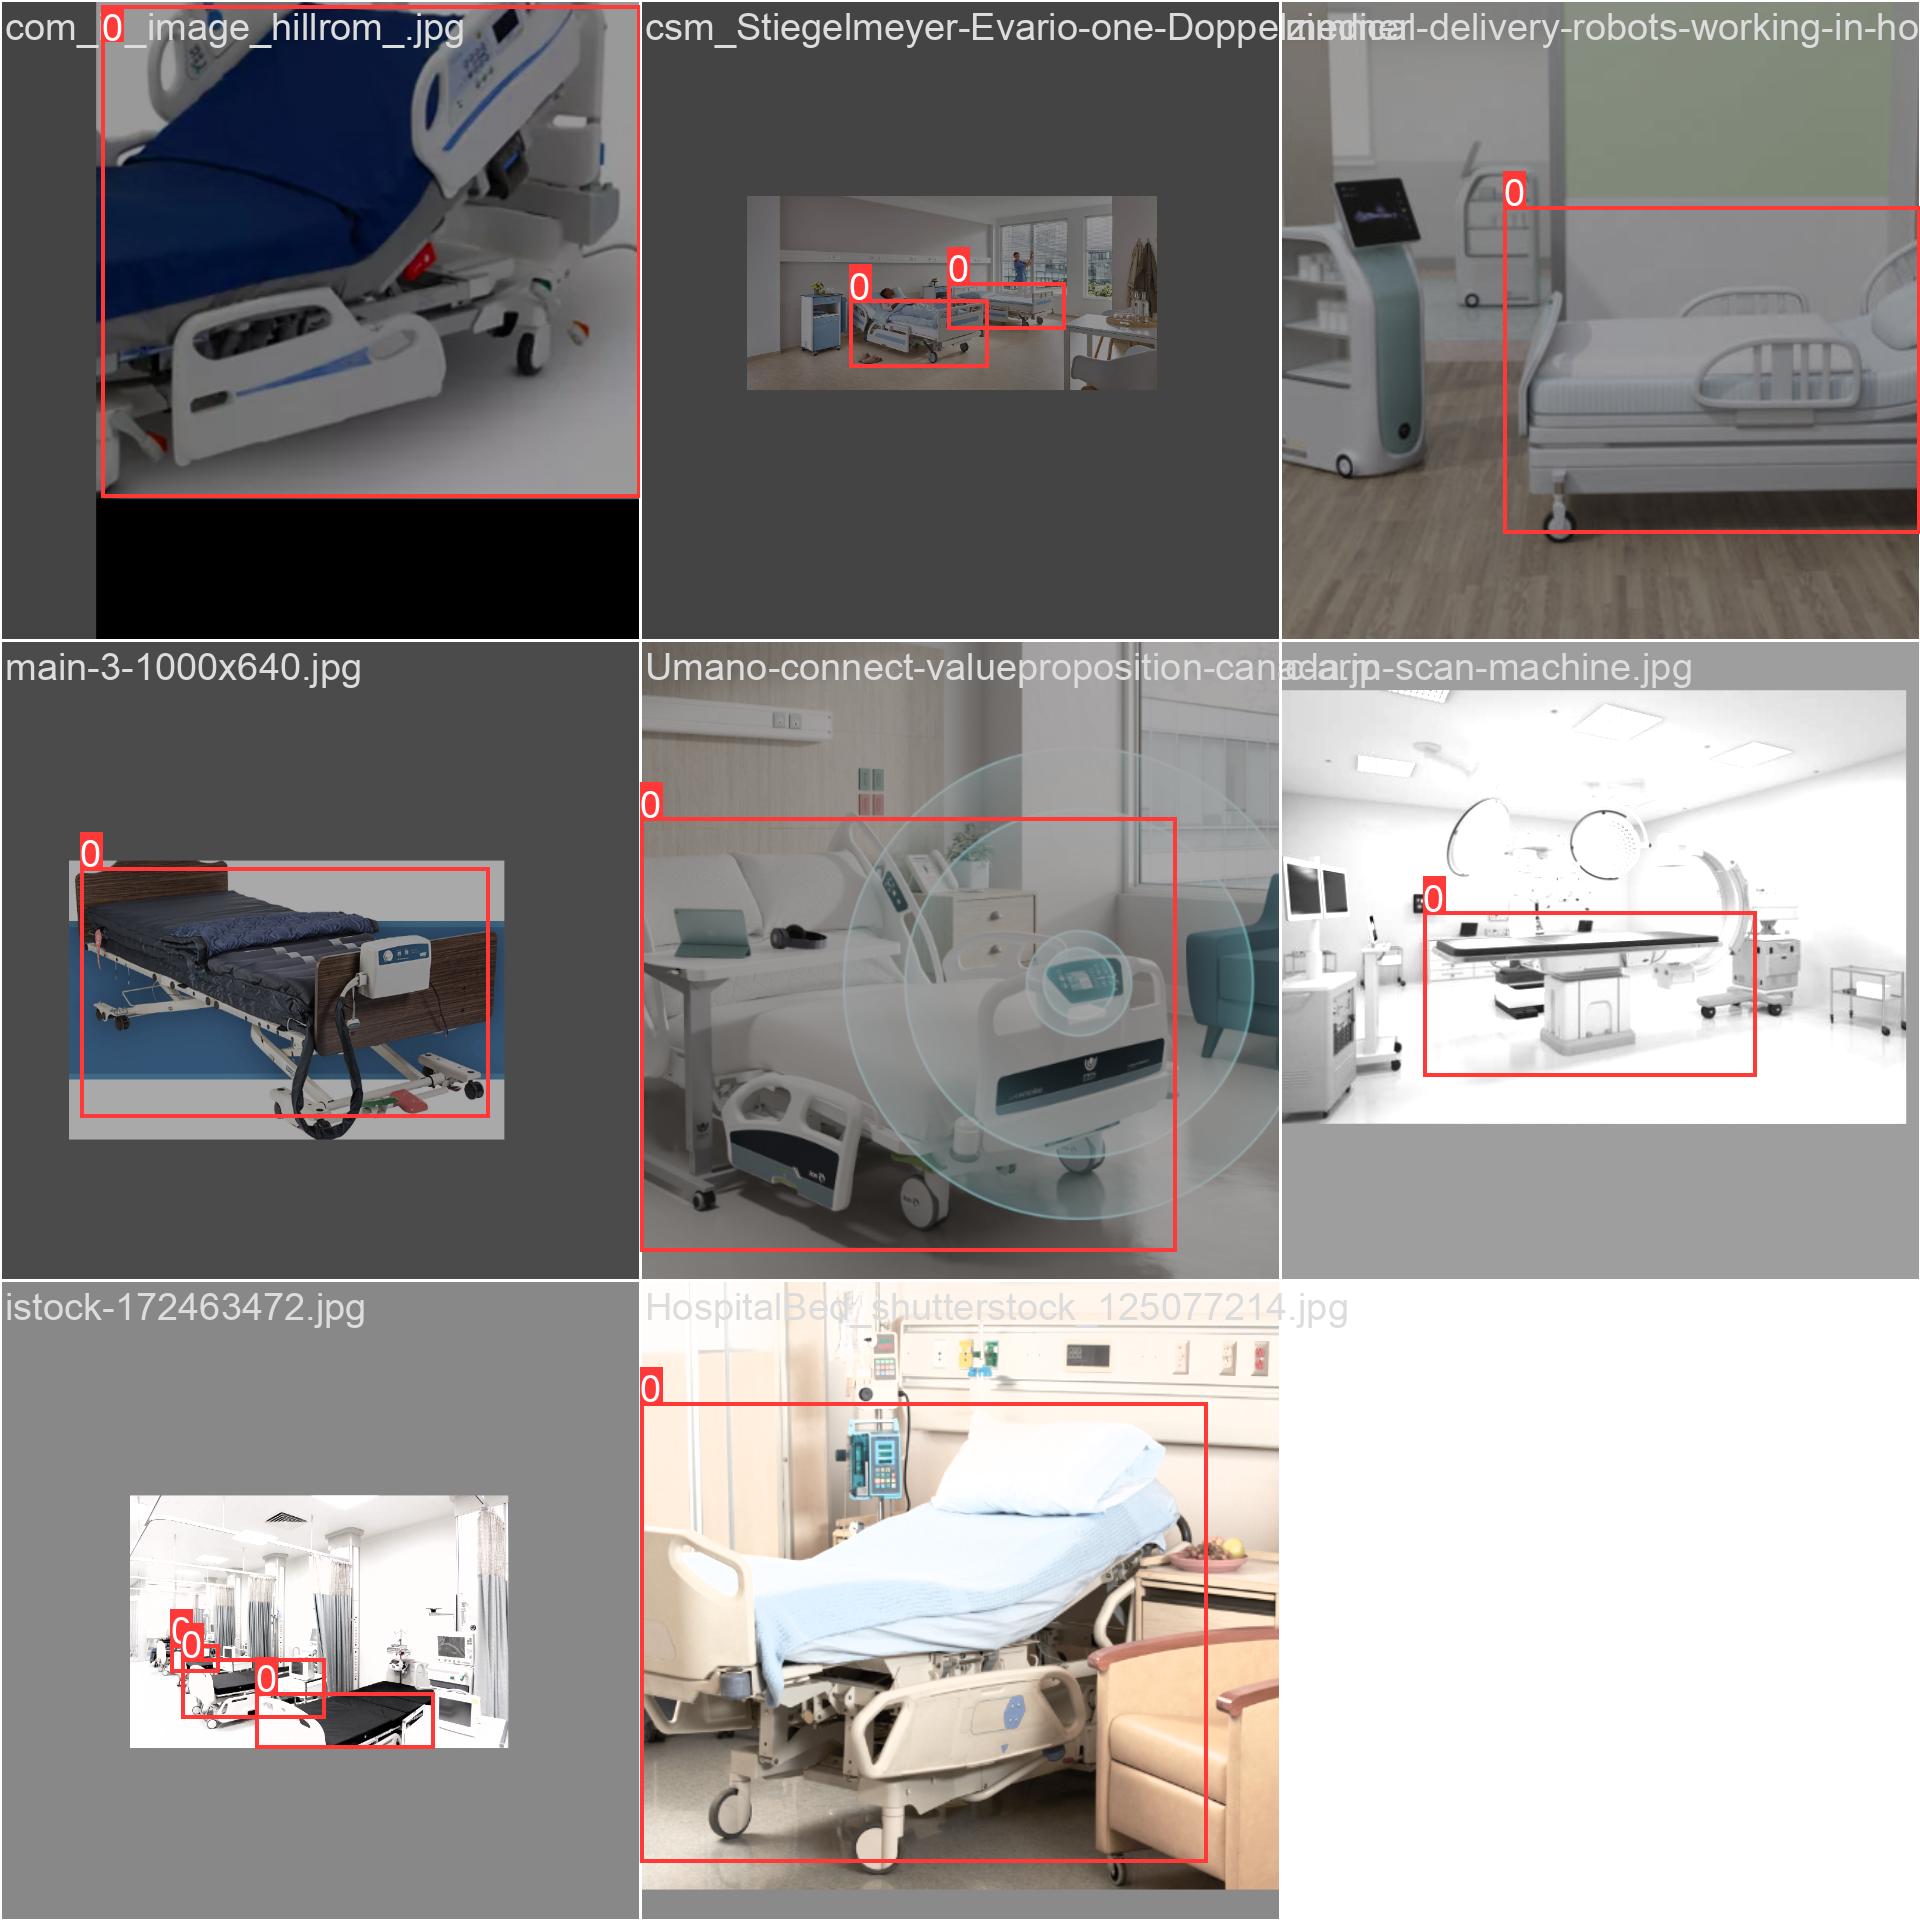 com_0_image_hillrom_.jpg
csm_Stiegelmeyer-Evario-one-Doppelzimmer
medical-delivery-robots-working-in-ho
0
0
0
main-3-1000x640.jpg
Umano-connect-valueproposition-canada.jp
c-arm-scan-machine.jpg
0
0
0
istock-172463472.jpg
HospitalBed_shutterstock_125077214.jpg
0
0
0
0